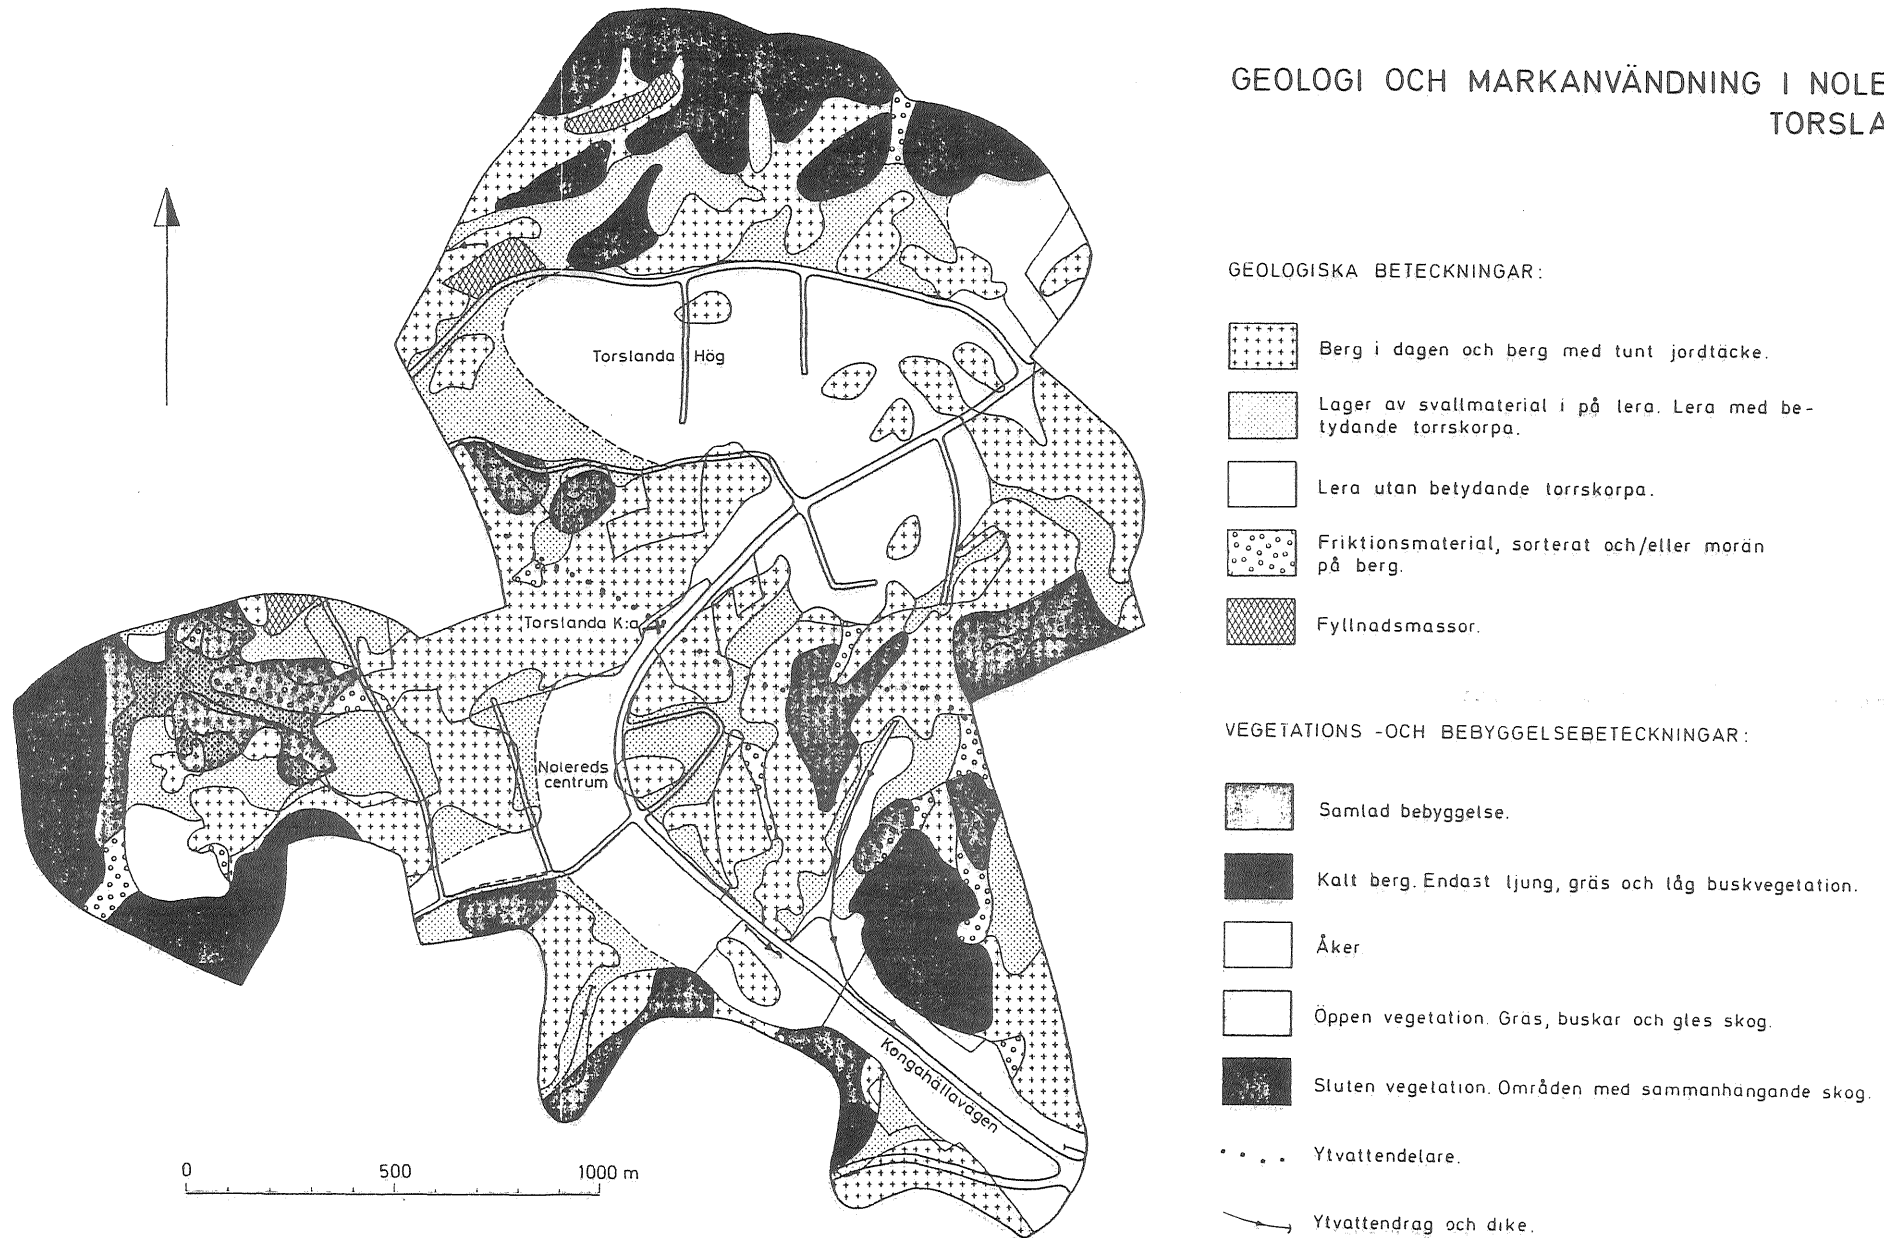 GEOLOGI OCH MARKANVÄNDNING I NOLE
TORSLA
GEOLOGISKA BETECKNINGAR:
Berg i dagen och berg med tunt jordtäcke.
Lager av svallmaterial i på lera. Lera med be-
tydande torrskorpa.
Lera utan betydande torrskorpa.
Friktionsmaterial, sorterat och/eller morän
på berg.
Fyllnadsmassor.
VEGETATIONS -OCH BEBYGGELSEBETECKNINGAR:
Samlad bebyggelse.
Kalt berg. Endast ljung, gräs och låg buskvegetation.
Åker
Öppen vegetation. Gräs, buskar och gles skog.
Sluten vegetation. Områden med sammanhängande skog.
Ytvattendelare.
Ytvattendrag och dike.
Torslanda Hög
Torslanda K:a
Nolereds
centrum
Kongahällavägen
0 500 1000 m